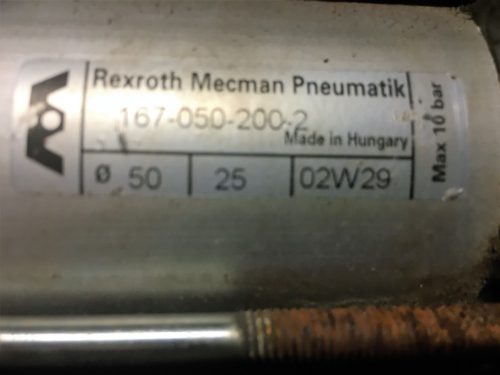 Rexroth Mecman Pneumatik
167-050-200-2
Made in Hungary
ø 50 25 02W29
Max 10 bar